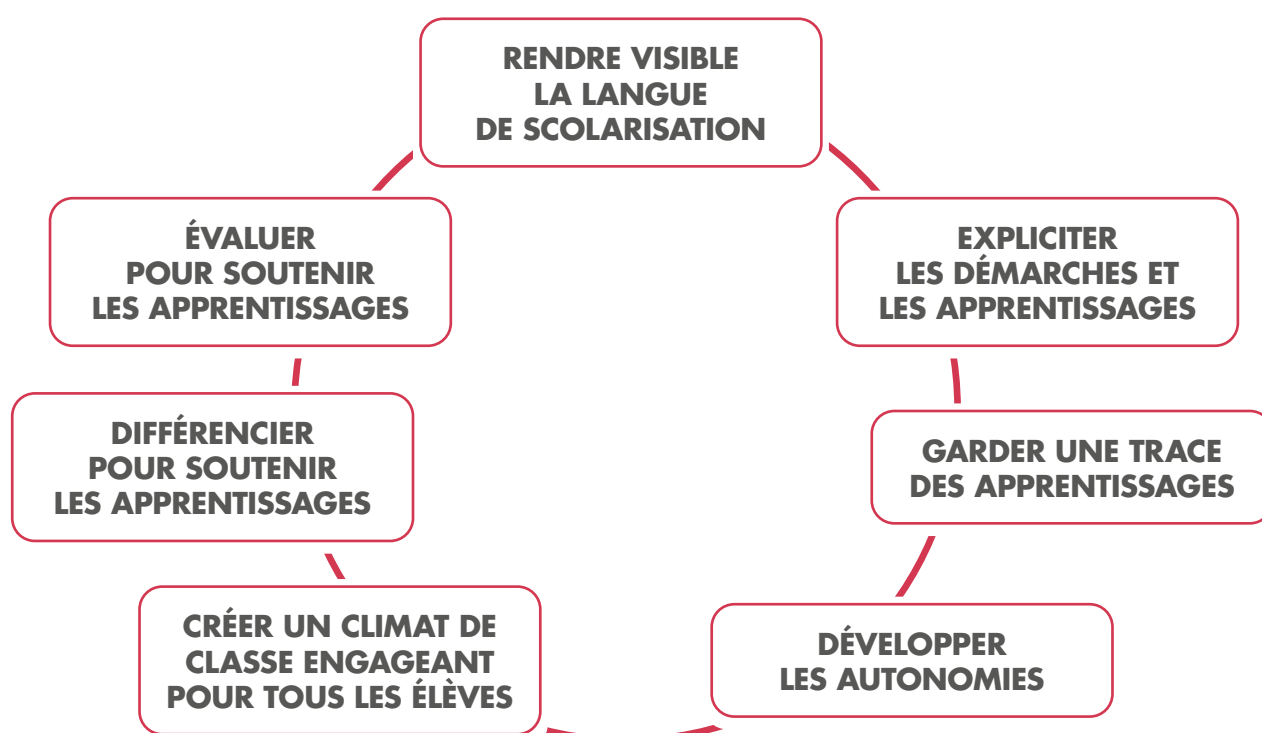 RENDRE VISIBLE
LA LANGUE
DE SCOLARISATION
ÉVALUER
POUR SOUTENIR
LES APPRENTISSAGES
EXPLICITER
LES DÉMARCHES ET
LES APPRENTISSAGES
DIFFÉRENCIER
POUR SOUTENIR
LES APPRENTISSAGES
GARDER UNE TRACE
DES APPRENTISSAGES
CRÉER UN CLIMAT DE
CLASSE ENGAGEANT
POUR TOUS LES ÉLÈVES
DÉVELOPPER
LES AUTONOMIES